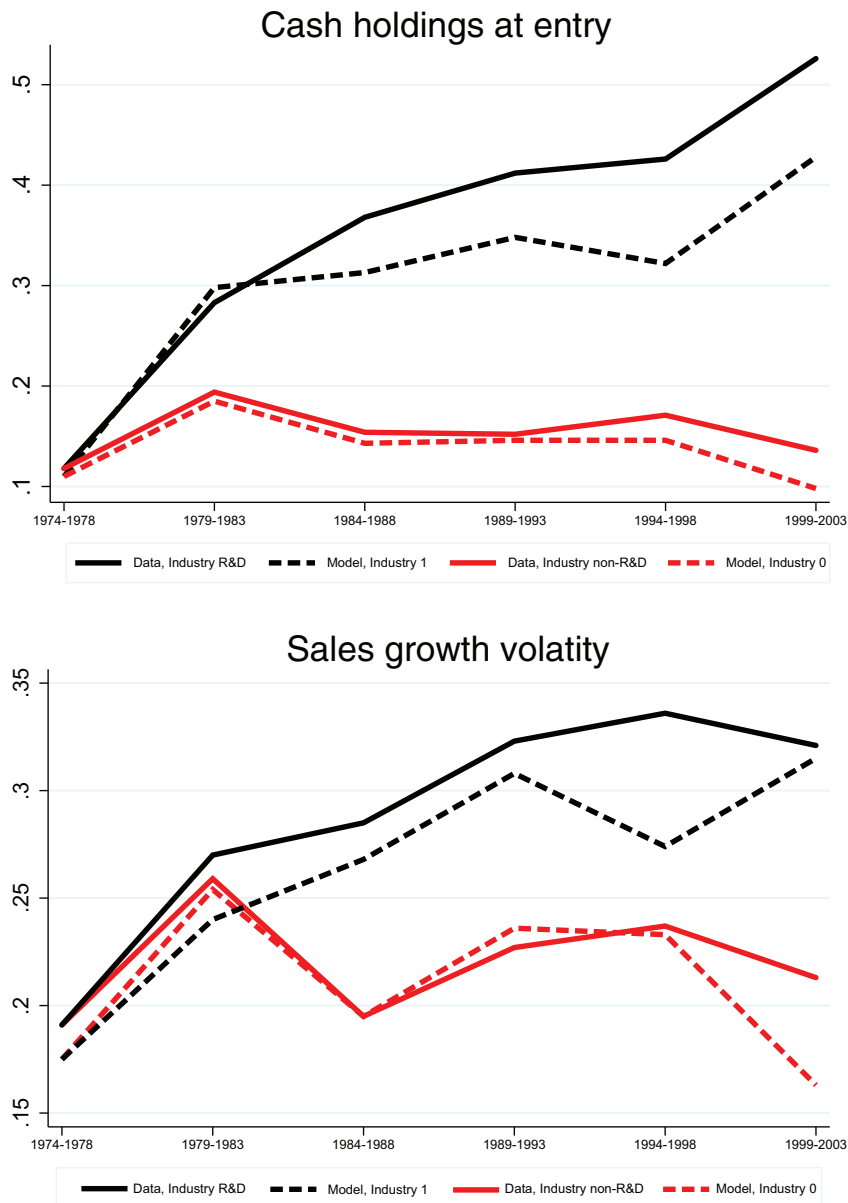 Cash holdings at entry
.5
.4
.3
.2
.1
1974-1978 1979-1983 1984-1988 1989-1993 1994-1998 1999-2003
Data, Industry R&D Model, Industry 1 Data, Industry non-R&D Model, Industry 0
Sales growth volatity
.35
.3
.25
.2
.15
1974-1978 1979-1983 1984-1988 1989-1993 1994-1998 1999-2003
Data, Industry R&D Model, Industry 1 Data, Industry non-R&D Model, Industry 0